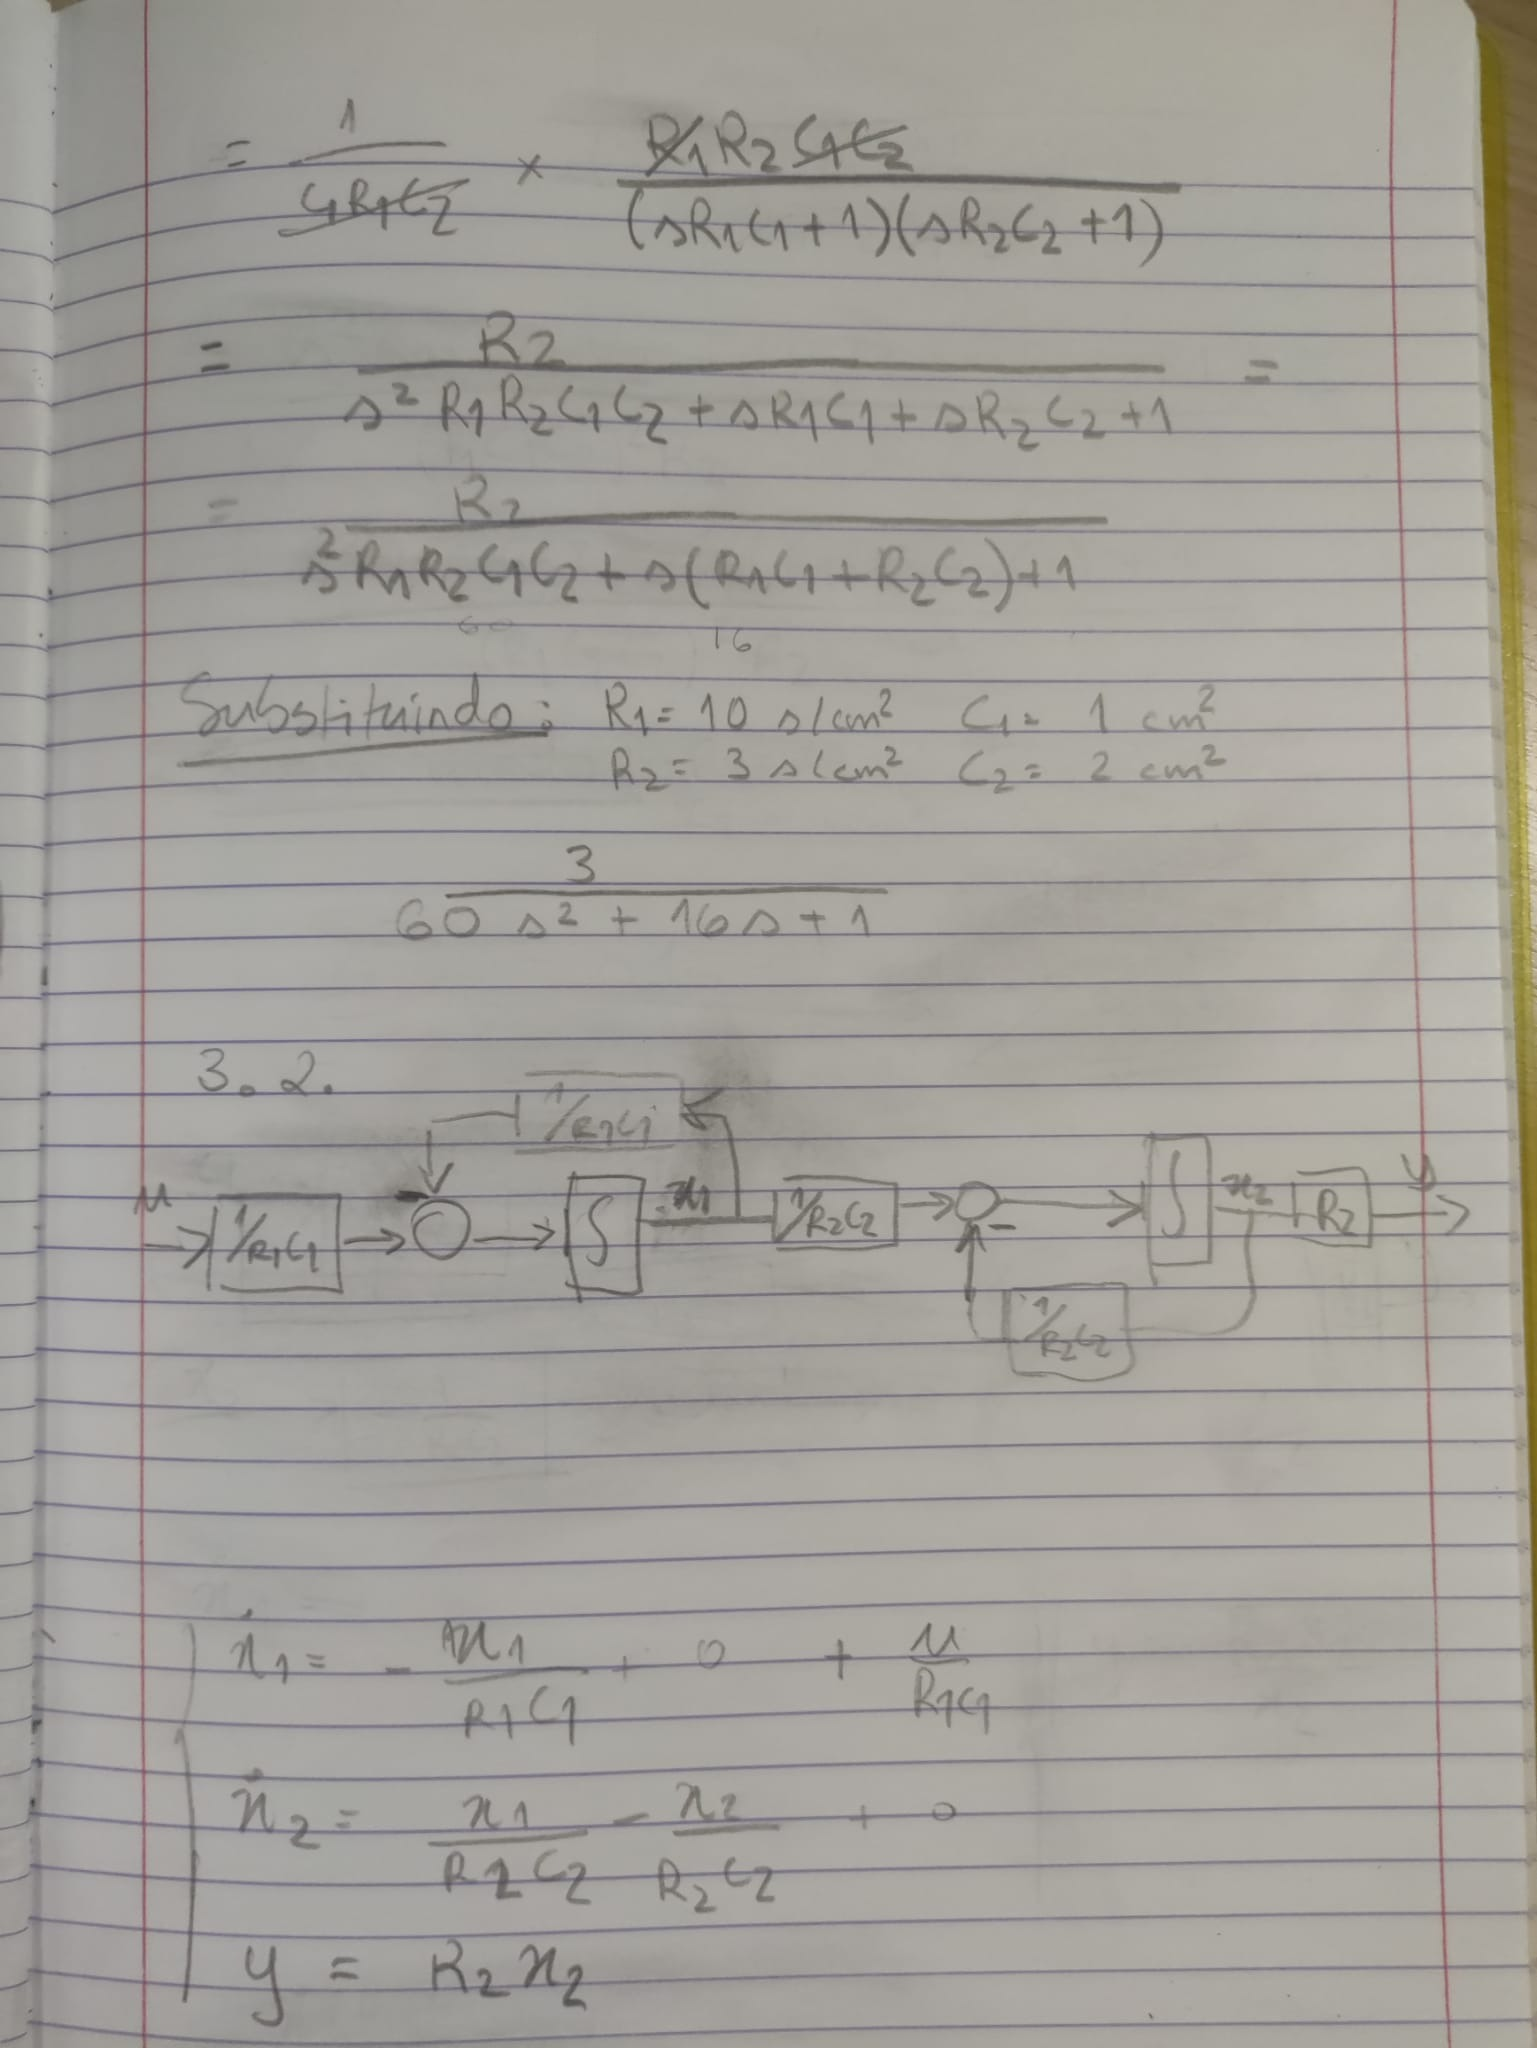 = 1/(C1R1C2) × R1R2C1C2/((sR1C1+1)(sR2C2+1))
= R2/(s² R1R2C1C2 + sR1C1 + sR2C2 + 1) =
= R2/(s²R1R2C1C2 + s(R1C1+R2C2)+1)
60 16
Substituindo: R1= 10 s/cm² C1= 1 cm²
R2= 3 s/cm² C2= 2 cm²
3/(60 s² + 16s + 1)
3.2.
1/R1C1
u 1/R1C1 - ∫ x1 1/R2C2 - ∫ x2 R2 y
1/R2C2
ẋ1 = - x1/(R1C1) + 0 + u/(R1C1)
ẋ2 = x1/(R2C2) - x2/(R2C2) + 0
y = R2x2